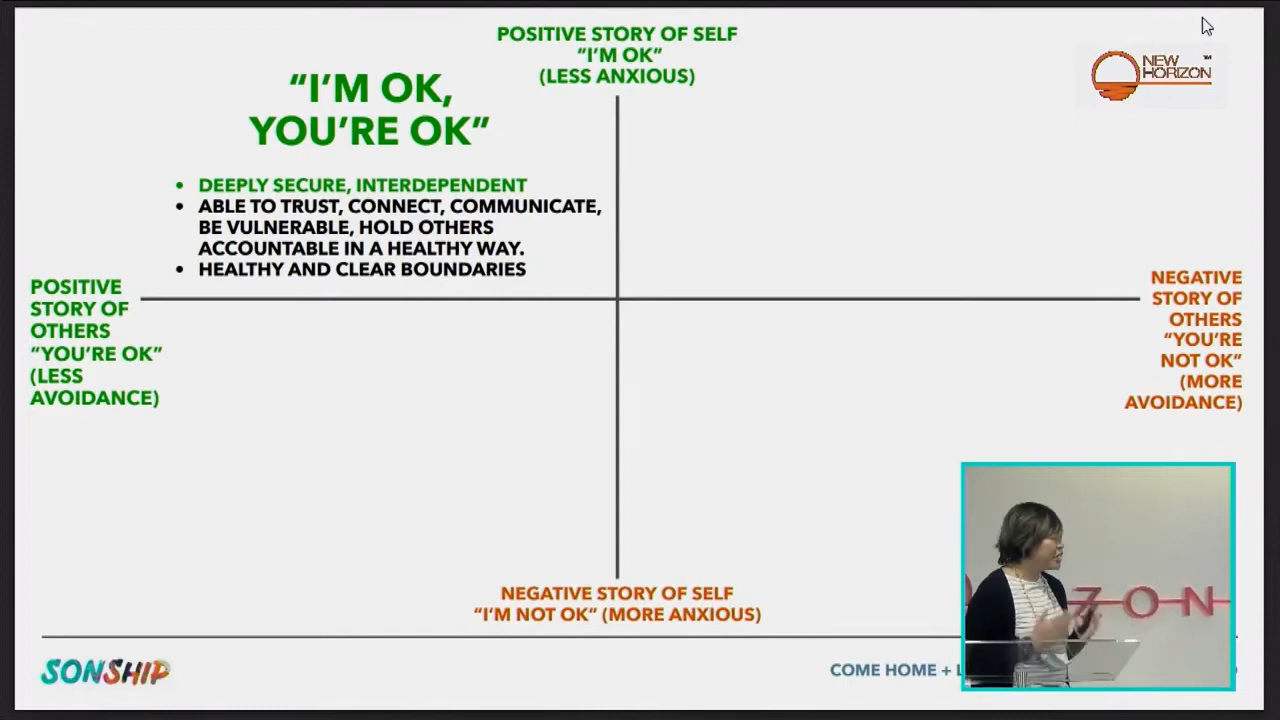 POSITIVE STORY OF SELF
“I’M OK”
(LESS ANXIOUS)
NEW
HORIZON™
“I’M OK,
YOU’RE OK”
• DEEPLY SECURE, INTERDEPENDENT
• ABLE TO TRUST, CONNECT, COMMUNICATE,
BE VULNERABLE, HOLD OTHERS
ACCOUNTABLE IN A HEALTHY WAY.
• HEALTHY AND CLEAR BOUNDARIES
POSITIVE
STORY OF
OTHERS
“YOU’RE OK”
(LESS
AVOIDANCE)
NEGATIVE
STORY OF
OTHERS
“YOU’RE
NOT OK”
(MORE
AVOIDANCE)
NEGATIVE STORY OF SELF
“I’M NOT OK” (MORE ANXIOUS)
ZON
SONSHIP
COME HOME +